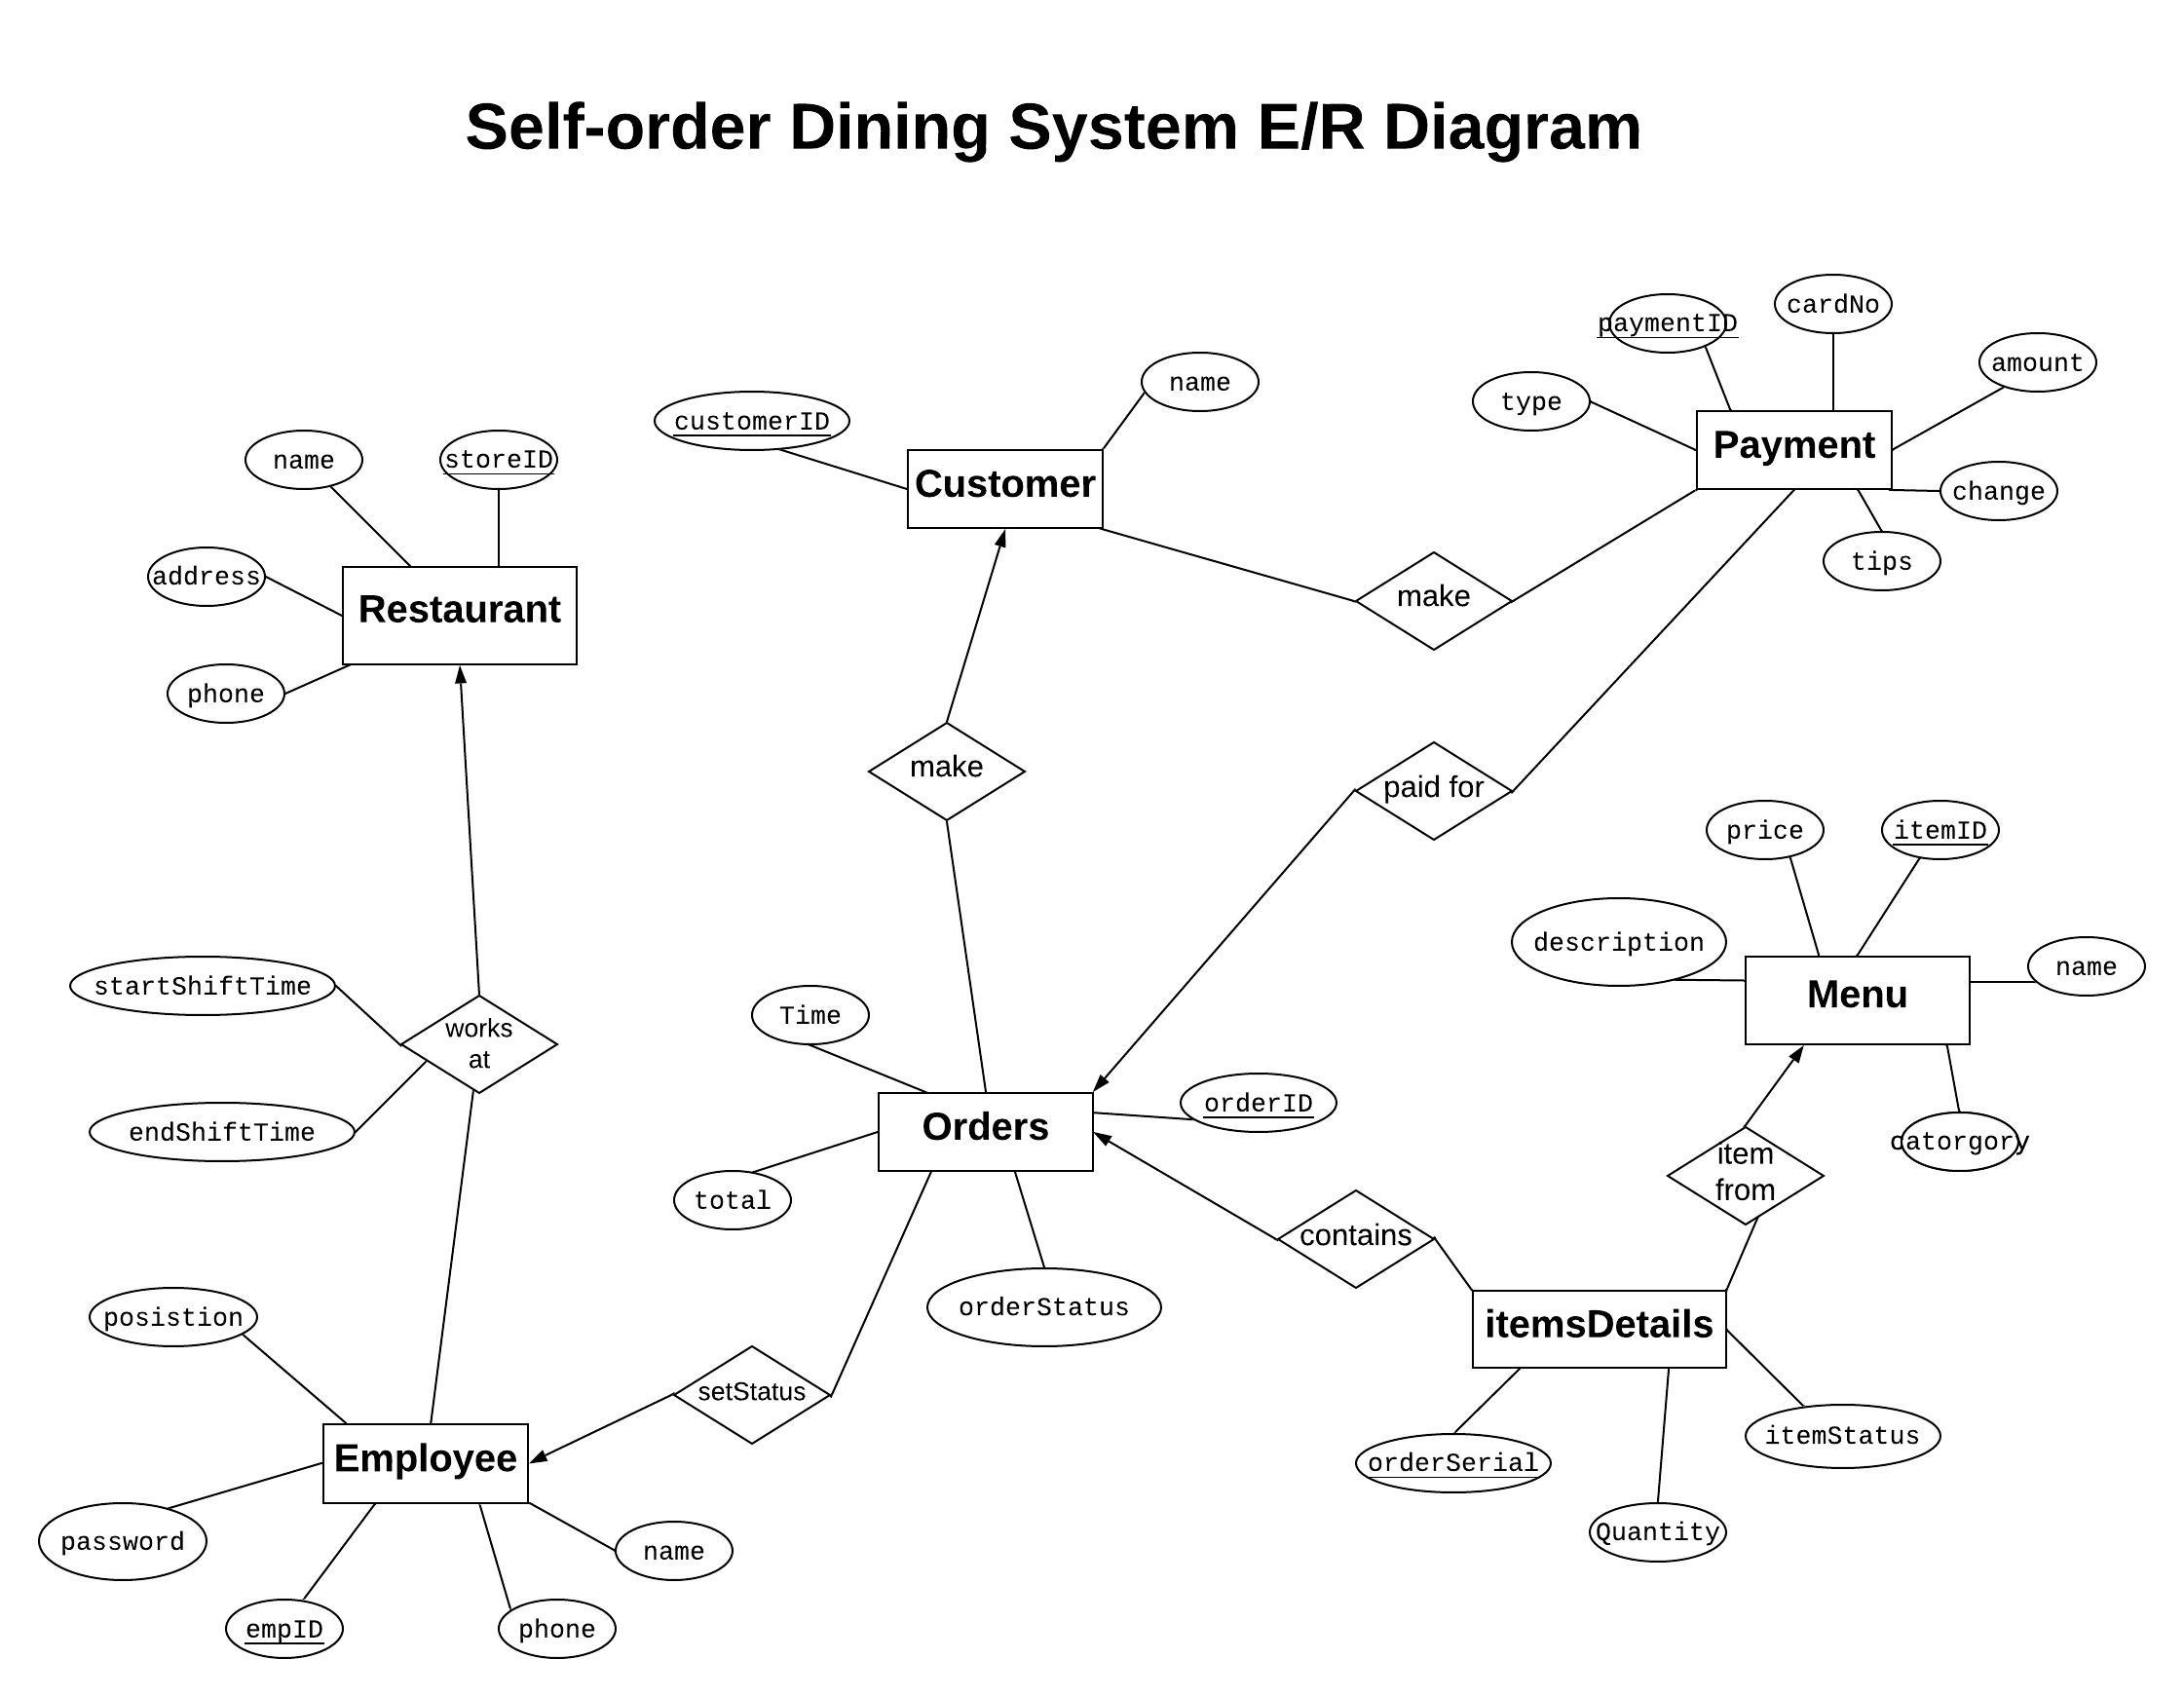 Self-order Dining System E/R Diagram
paymentID
cardNo
amount
type
Payment
change
tips
customerID
name
Customer
make
name
storeID
address
Restaurant
phone
make
paid for
price
itemID
description
name
Menu
catorgory
item
from
startShiftTime
works
at
endShiftTime
Time
orderID
Orders
total
orderStatus
contains
itemsDetails
itemStatus
orderSerial
Quantity
posistion
setStatus
Employee
password
name
empID
phone